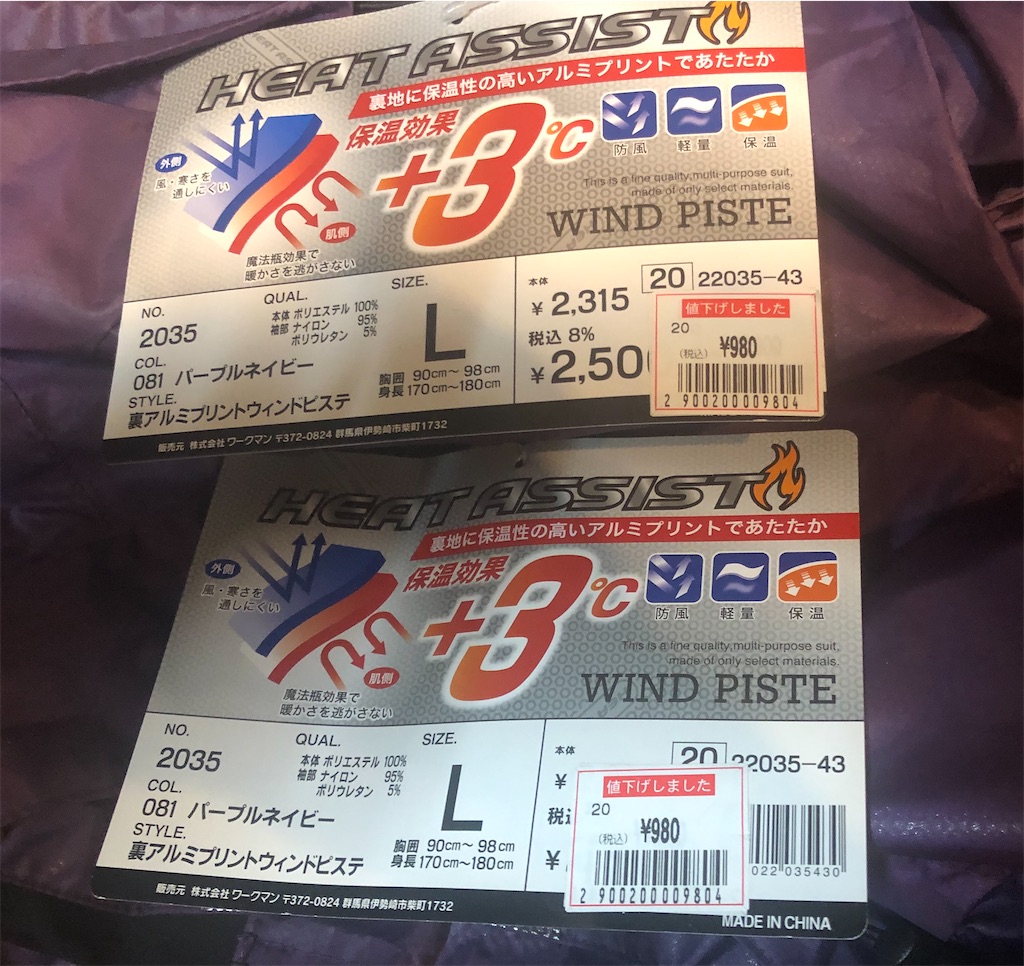 HEAT ASSIST
裏地に保温性の高いアルミプリントであたたか
保温効果
+3℃
防風 軽量 保温
外側
風・寒さを
通しにくい
肌側
魔法瓶効果で
暖かさを逃がさない
This is a fine quality,multi-purpose suit,
made of only select materials.
WIND PISTE
NO.
2035
QUAL.
本体 ポリエステル 100%
袖部 ナイロン 95%
ポリウレタン 5%
SIZE.
L
胸囲 90cm～ 98cm
身長170cm～180cm
COL.
081 パープルネイビー
STYLE.
裏アルミプリントウィンドピステ
本体
¥2,315
税込 8%
¥2,50
20 22035-43
値下げしました
20
(税込) ¥980
2 900200009804
販売元 株式会社 ワークマン 〒372-0824 群馬県伊勢崎市柴町1732
HEAT ASSIST
裏地に保温性の高いアルミプリントであたたか
保温効果
+3℃
防風 軽量 保温
外側
風・寒さを
通しにくい
肌側
魔法瓶効果で
暖かさを逃がさない
This is a fine quality,multi-purpose suit,
made of only select materials.
WIND PISTE
NO.
2035
QUAL.
本体 ポリエステル 100%
袖部 ナイロン 95%
ポリウレタン 5%
SIZE.
L
胸囲 90cm～ 98cm
身長170cm～180cm
COL.
081 パープルネイビー
STYLE.
裏アルミプリントウィンドピステ
本体
¥
税込
¥
20 22035-43
値下げしました
20
(税込) ¥980
2 900200009804
022 035430
販売元 株式会社 ワークマン 〒372-0824 群馬県伊勢崎市柴町1732
MADE IN CHINA